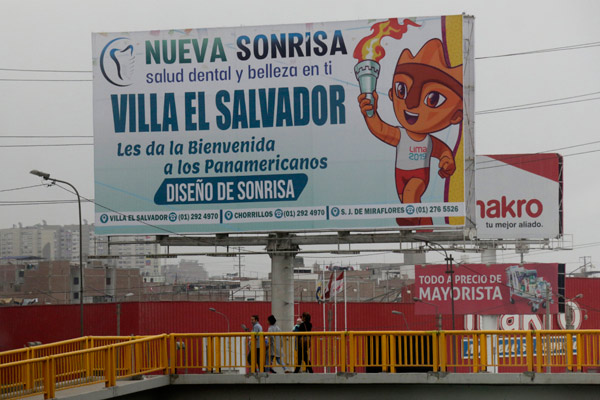 NUEVA SONRISA
salud dental y belleza en ti
VILLA EL SALVADOR
Les da la Bienvenida
a los Panamericanos
DISEÑO DE SONRISA
VILLA EL SALVADOR (01) 292 4970 CHORRILLOS (01) 292 4970 S. J. DE MIRAFLORES (01) 276 5526
LIMA
2019
makro
tu mejor aliado.
TODO A PRECIO DE
MAYORISTA